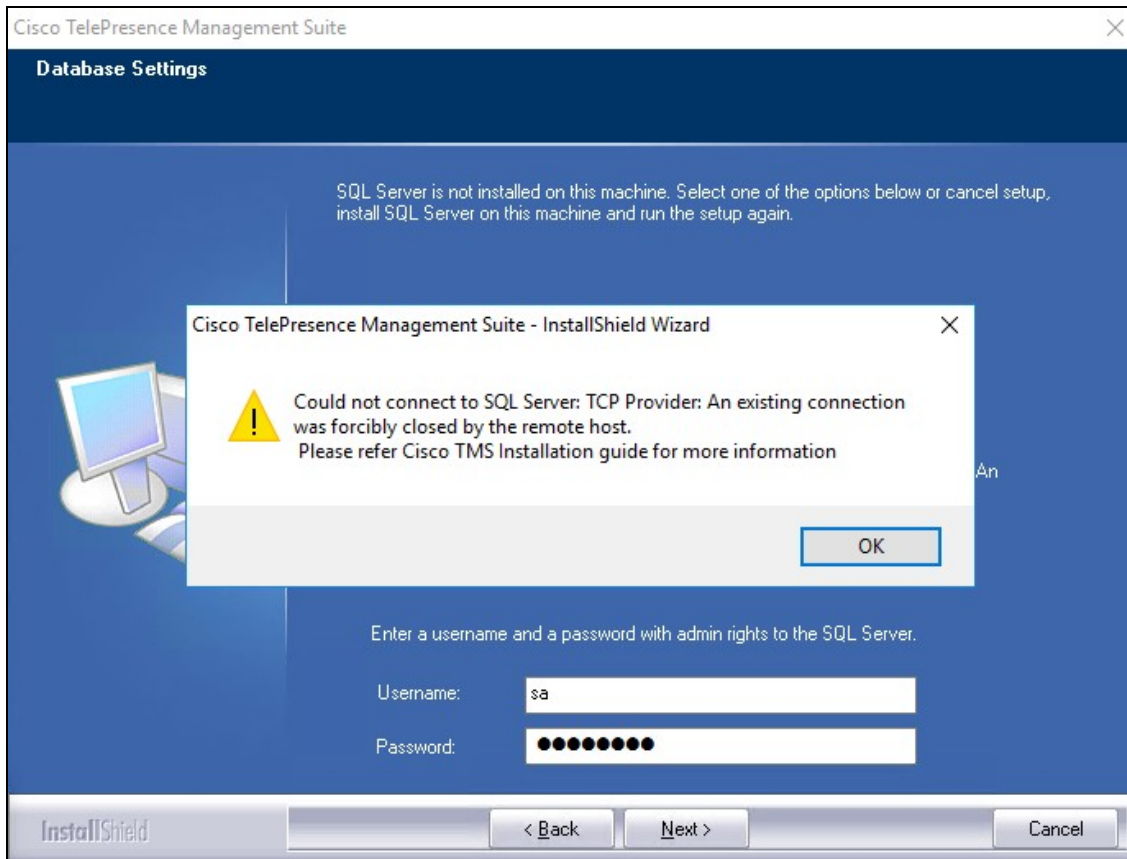 Cisco TelePresence Management Suite
Database Settings
SQL Server is not installed on this machine. Select one of the options below or cancel setup,
install SQL Server on this machine and run the setup again.
Cisco TelePresence Management Suite - InstallShield Wizard
Could not connect to SQL Server: TCP Provider: An existing connection
was forcibly closed by the remote host.
Please refer Cisco TMS Installation guide for more information
An
OK
Enter a username and a password with admin rights to the SQL Server.
Username:
sa
Password:
●●●●●●●●
InstallShield
< Back
Next >
Cancel